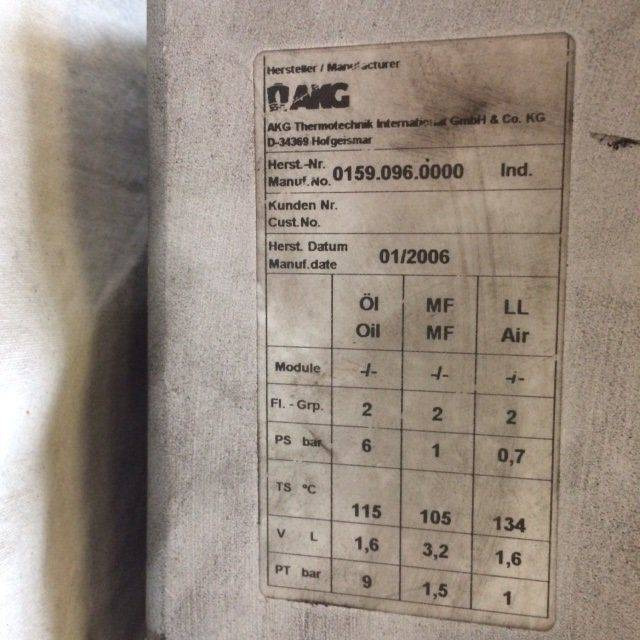 Hersteller / Manufacturer
AKG
AKG Thermotechnik International GmbH & Co. KG
D-34369 Hofgeismar
Herst.-Nr.
Manuf.No. 0159.096.0000 Ind.
Kunden Nr.
Cust.No.
Herst. Datum
Manuf.date 01/2006
Öl MF LL
Oil MF Air
Module -/- -/- -/-
Fl. - Grp. 2 2 2
PS bar 6 1 0,7
TS °C 115 105 134
V L 1,6 3,2 1,6
PT bar 9 1,5 1